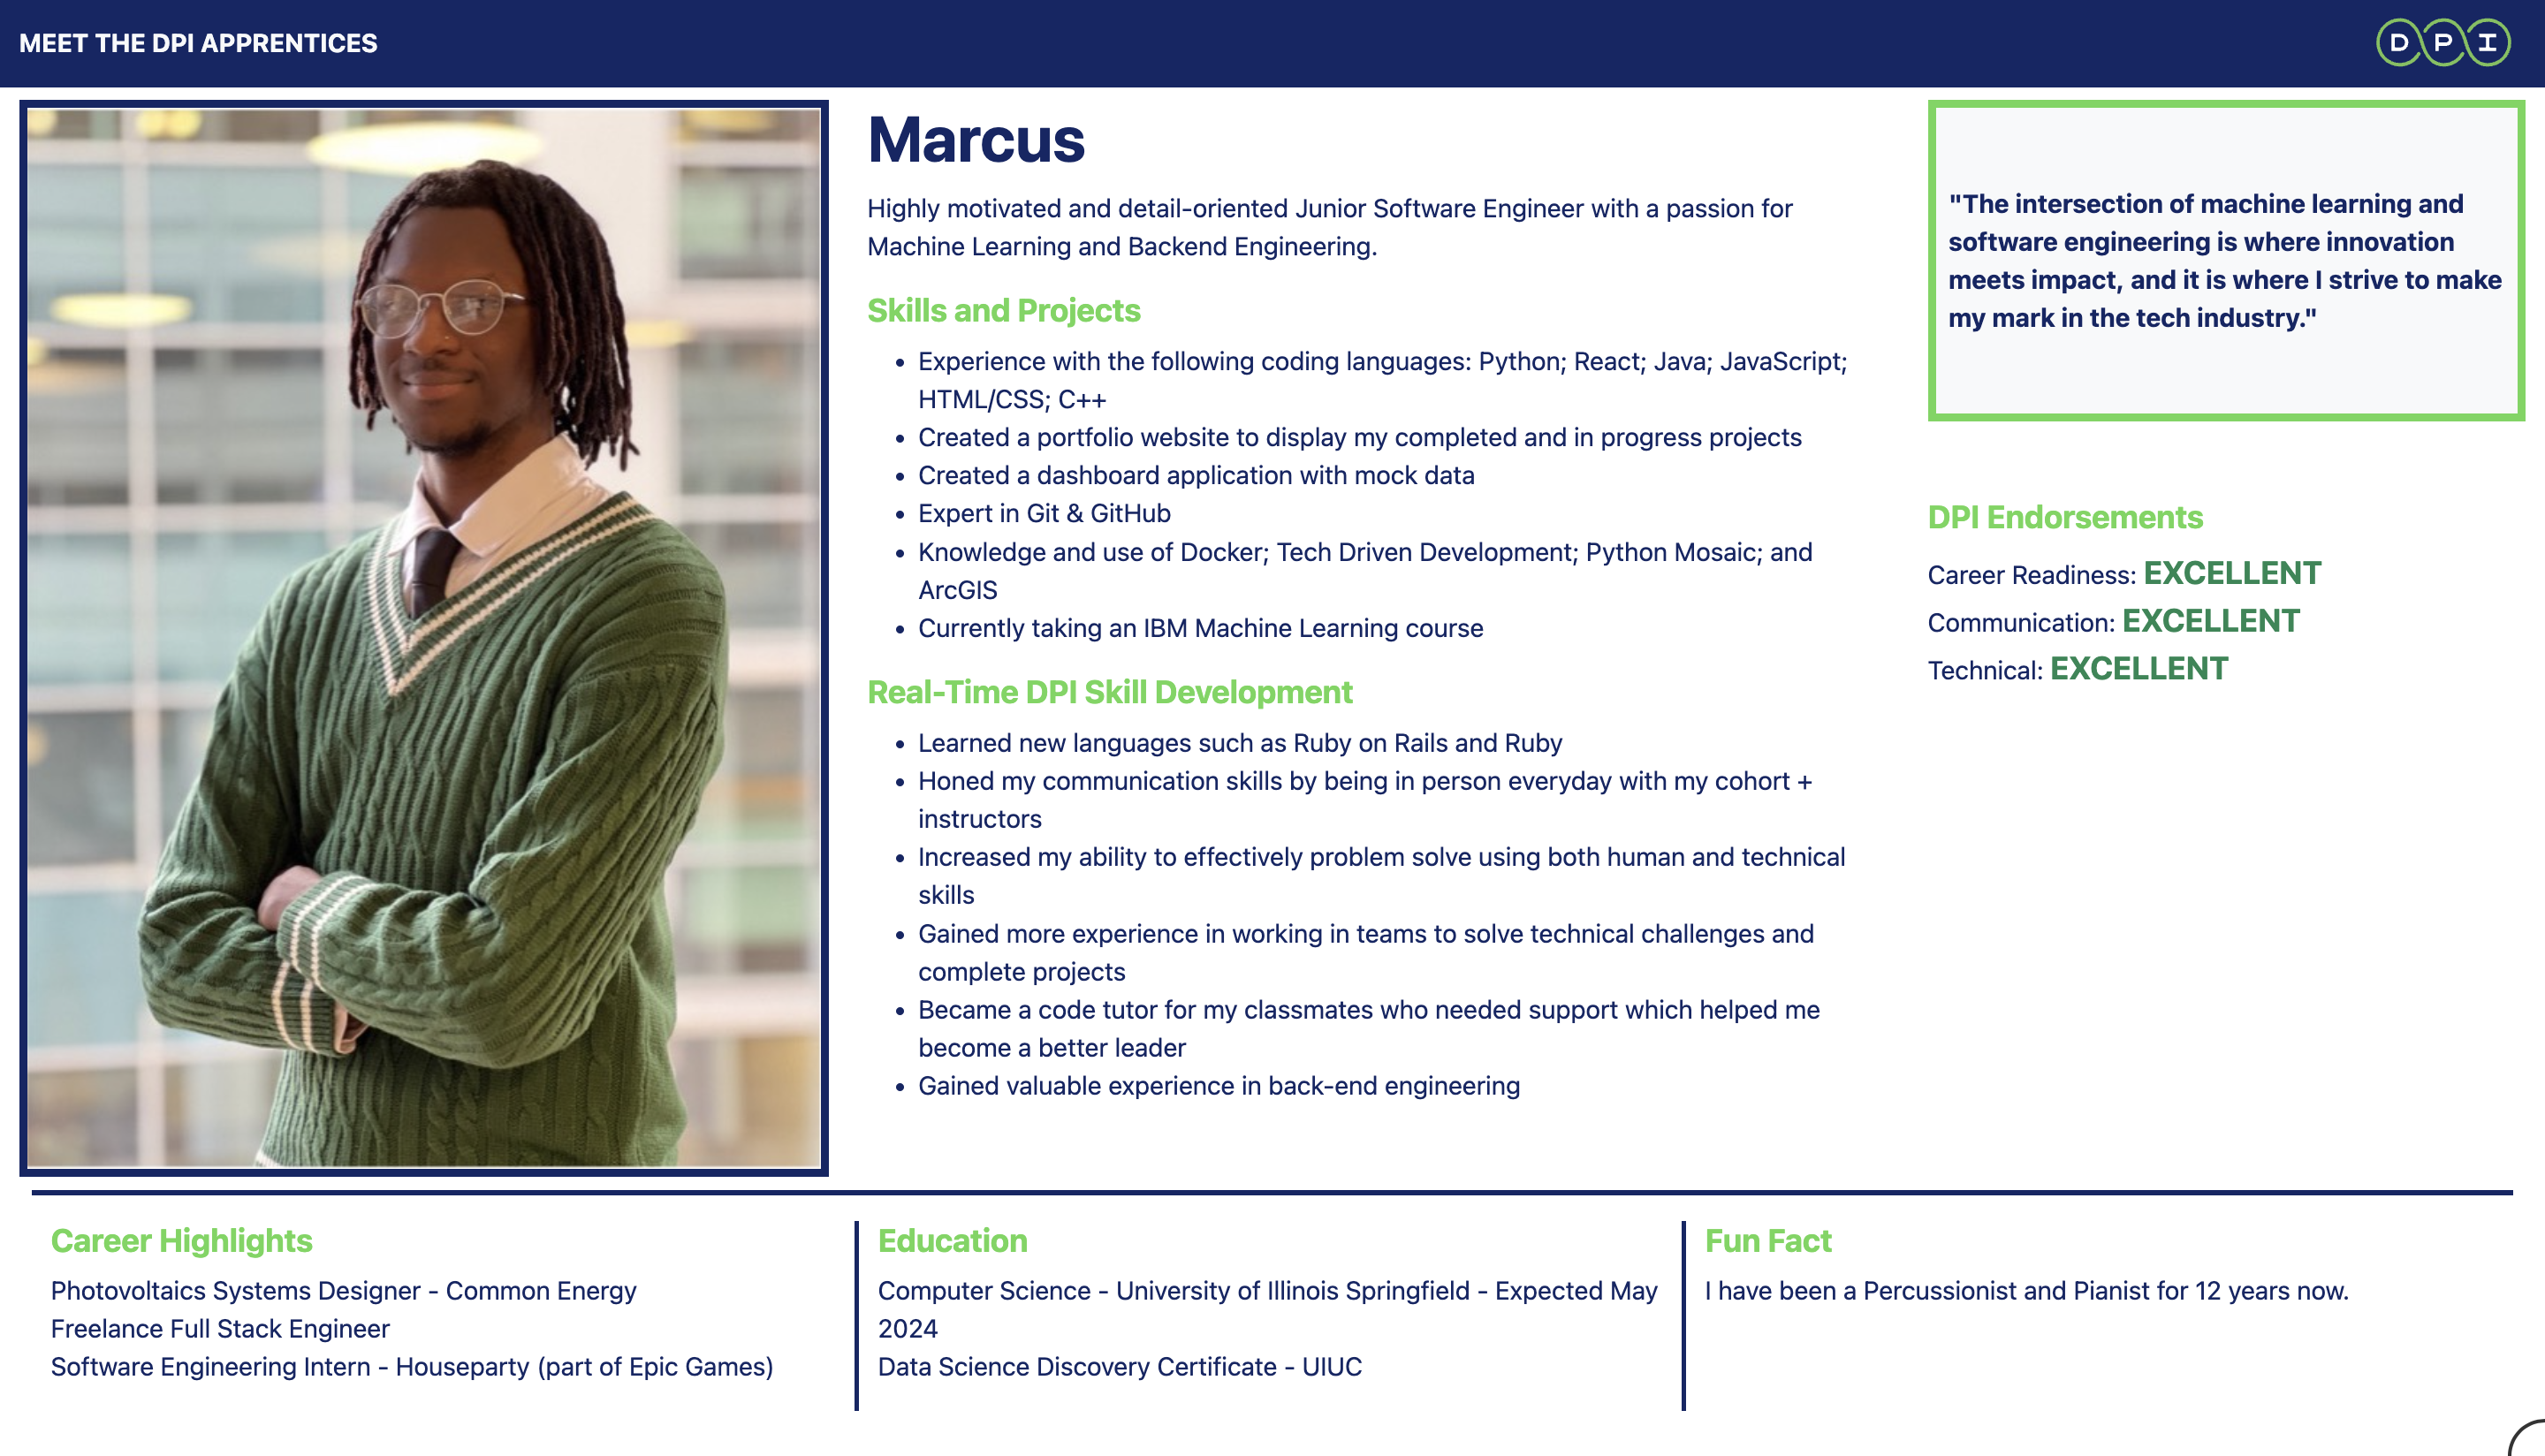 MEET THE DPI APPRENTICES
DPI
Marcus
Highly motivated and detail-oriented Junior Software Engineer with a passion for
Machine Learning and Backend Engineering.
Skills and Projects
• Experience with the following coding languages: Python; React; Java; JavaScript;
HTML/CSS; C++
• Created a portfolio website to display my completed and in progress projects
• Created a dashboard application with mock data
• Expert in Git & GitHub
• Knowledge and use of Docker; Tech Driven Development; Python Mosaic; and
ArcGIS
• Currently taking an IBM Machine Learning course
Real-Time DPI Skill Development
• Learned new languages such as Ruby on Rails and Ruby
• Honed my communication skills by being in person everyday with my cohort +
instructors
• Increased my ability to effectively problem solve using both human and technical
skills
• Gained more experience in working in teams to solve technical challenges and
complete projects
• Became a code tutor for my classmates who needed support which helped me
become a better leader
• Gained valuable experience in back-end engineering
"The intersection of machine learning and
software engineering is where innovation
meets impact, and it is where I strive to make
my mark in the tech industry."
DPI Endorsements
Career Readiness: EXCELLENT
Communication: EXCELLENT
Technical: EXCELLENT
Career Highlights
Photovoltaics Systems Designer - Common Energy
Freelance Full Stack Engineer
Software Engineering Intern - Houseparty (part of Epic Games)
Education
Computer Science - University of Illinois Springfield - Expected May
2024
Data Science Discovery Certificate - UIUC
Fun Fact
I have been a Percussionist and Pianist for 12 years now.